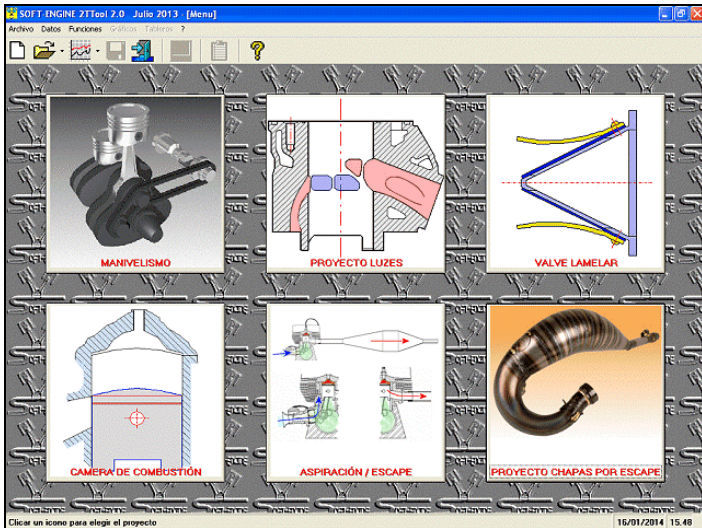 SOFT-ENGINE 2TTool 2.0 Julio 2013 - [Menu]
Archivo Datos Funciones Gráficos Tableros ?
MANIVELISMO
PROYECTO LUZES
VALVE LAMELAR
CAMERA DE COMBUSTIÓN
ASPIRACIÓN / ESCAPE
PROYECTO CHAPAS POR ESCAPE
Clicar un icono para elegir el proyecto 16/01/2014 15.48